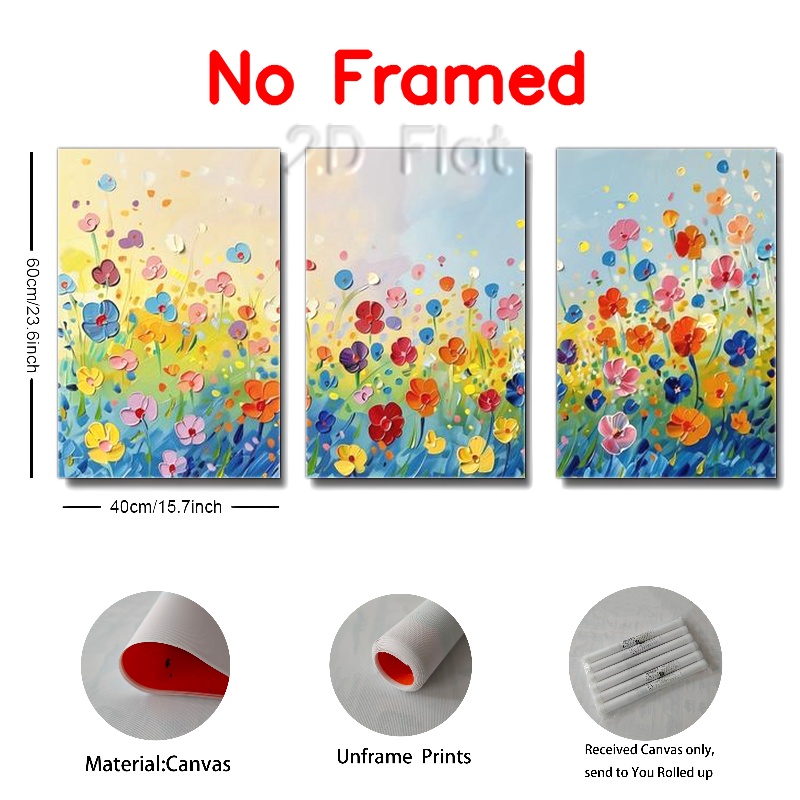 No Framed
2D Flat
60cm/23.6inch
40cm/15.7inch
Material:Canvas
Unframe Prints
Received Canvas only,
send to You Rolled up